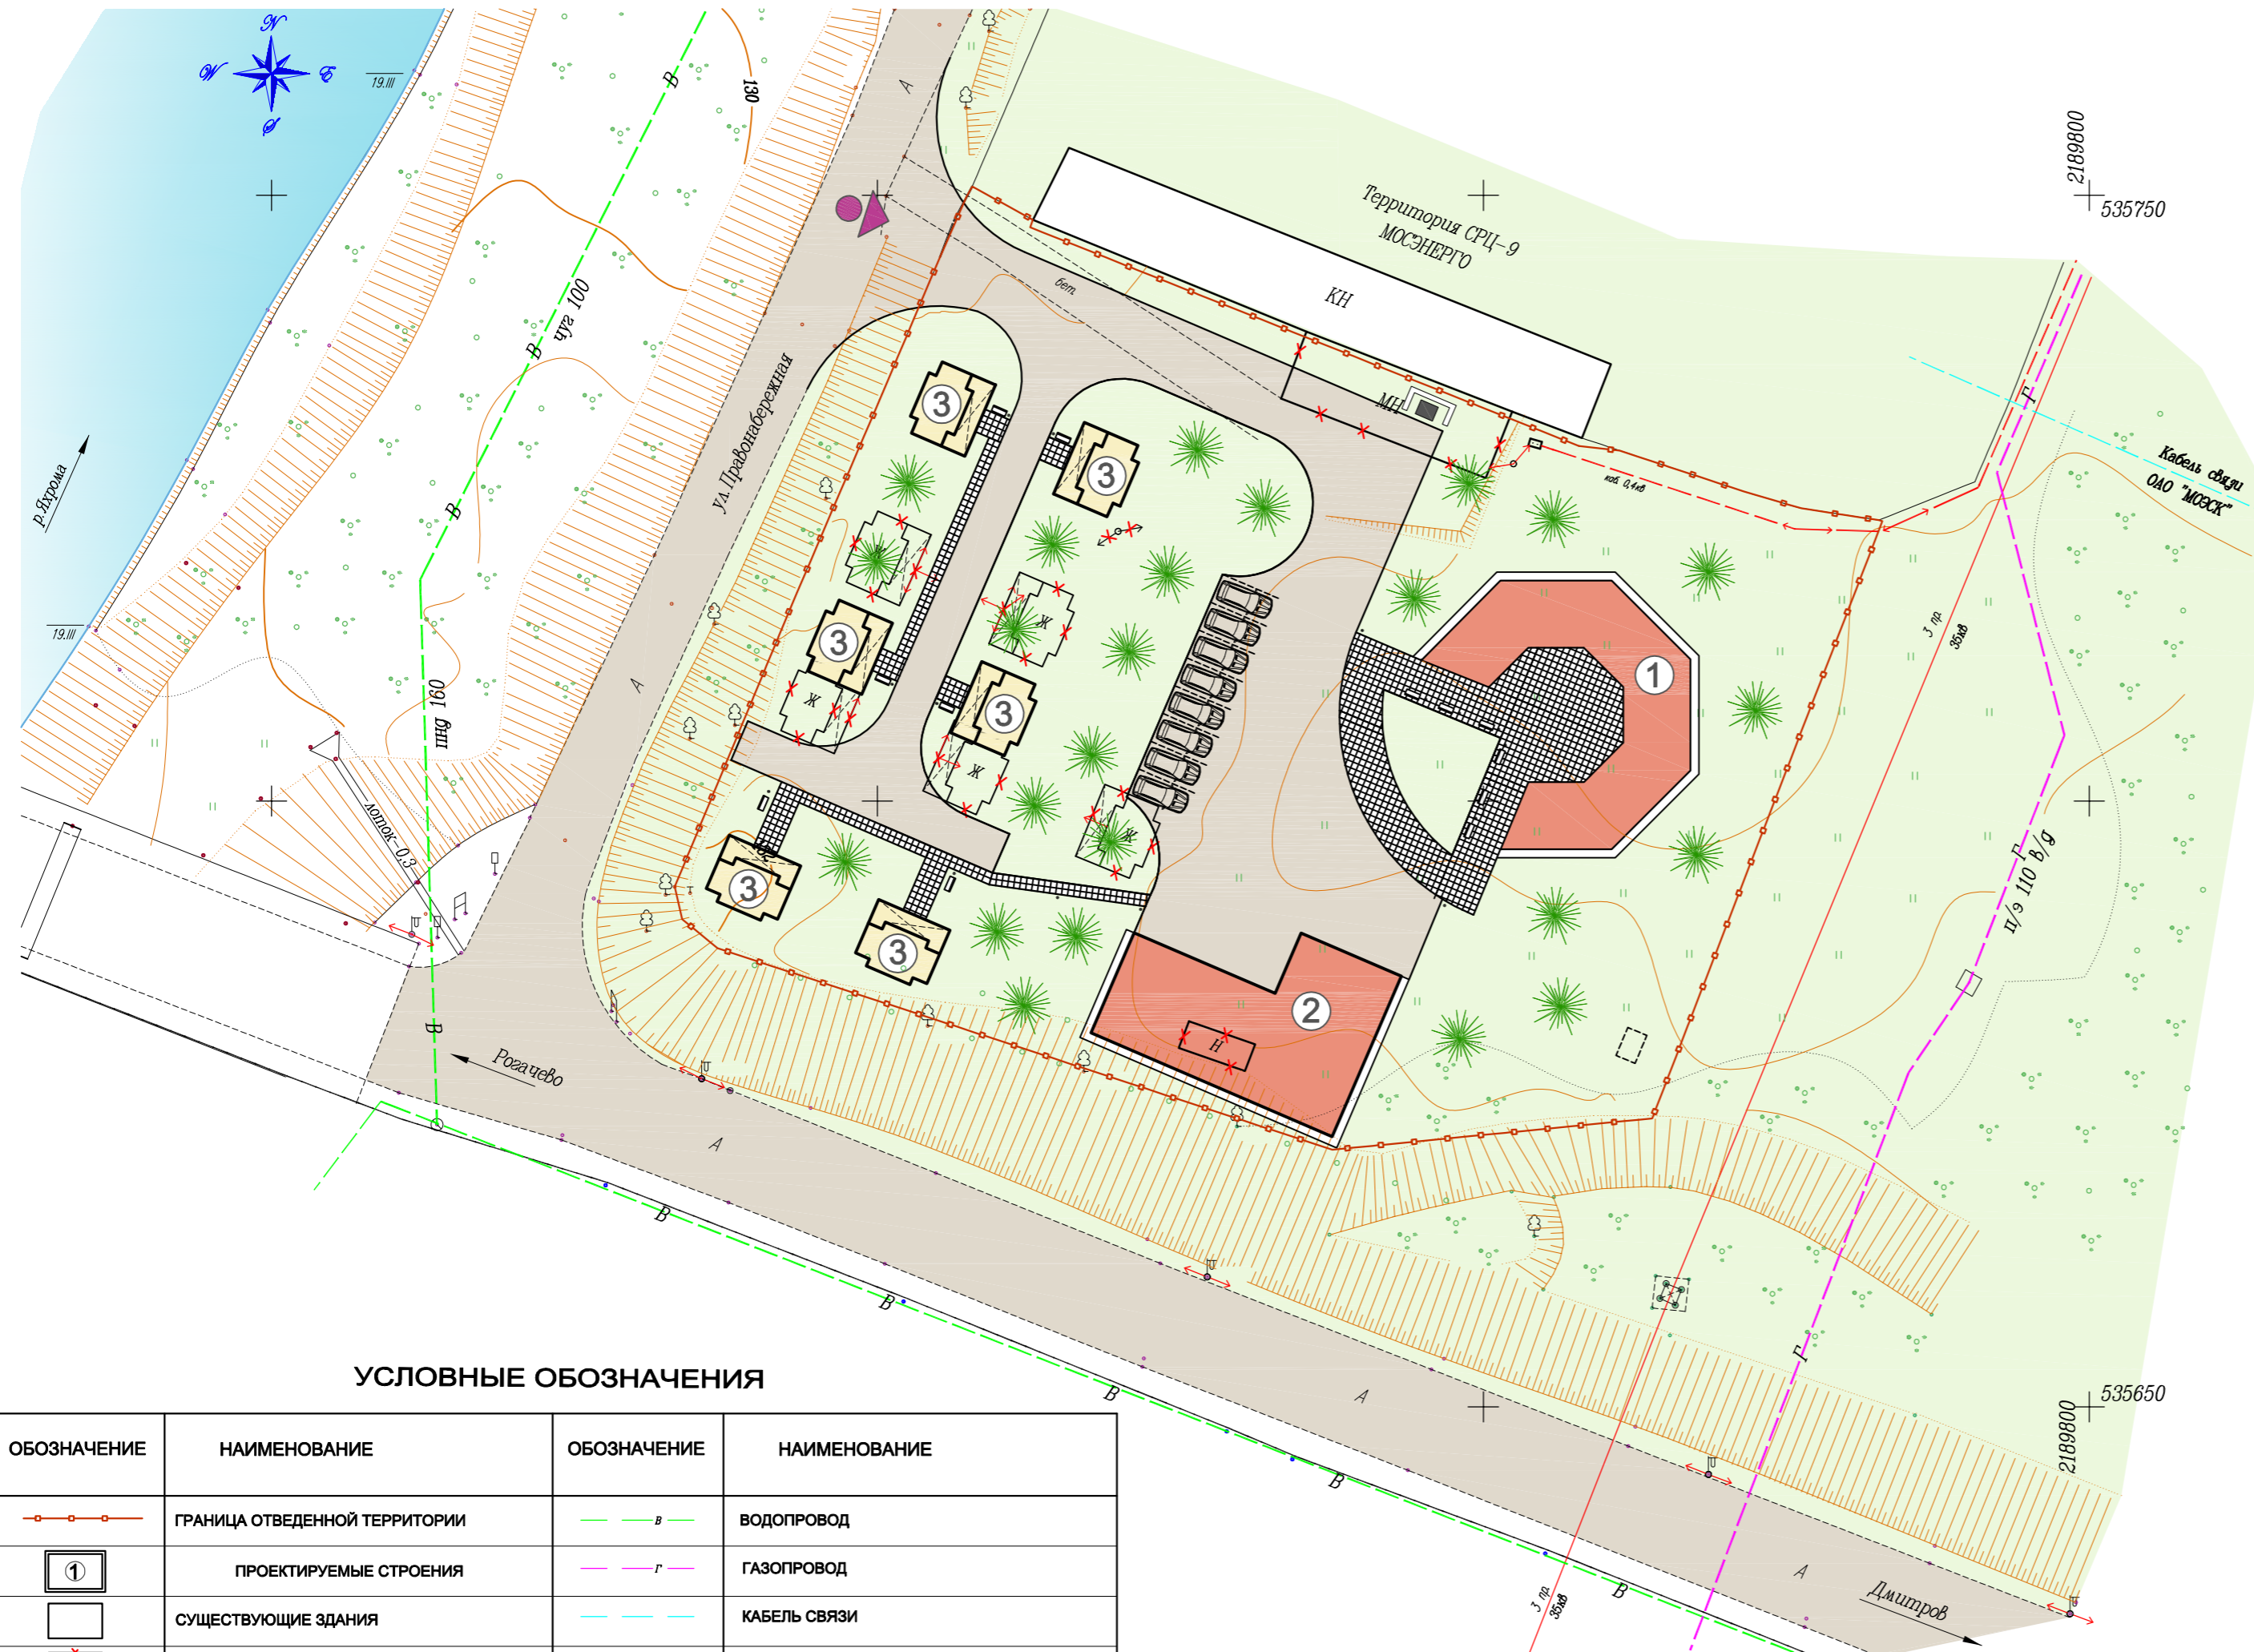 N
W
E
S
19.III
130
А
В
2189800
535750
Территория СРЦ-9
МОСЭНЕРГО
КН
бет.
В
чуг 100
Г
Кабель связи
ОАО "МОЭСК"
ул.Правонабережная
3
3
МН
каб. 0,4кв
р.Яхрома
В
19.III
Ж
Ж
3 пр.
35кв
А
3
1
Ж
3
пнд 160
Ж
Ж
лоток-0.3
Г
п/э 110 в/д
3
3
2
Н
В
Рогачево
А
В
В
Г
В
А
535650
2189800
В
А
В
3 пр.
35кв
Дмитров
УСЛОВНЫЕ ОБОЗНАЧЕНИЯ
ОБОЗНАЧЕНИЕ НАИМЕНОВАНИЕ ОБОЗНАЧЕНИЕ НАИМЕНОВАНИЕ
ГРАНИЦА ОТВЕДЕННОЙ ТЕРРИТОРИИ В ВОДОПРОВОД
1 ПРОЕКТИРУЕМЫЕ СТРОЕНИЯ Г ГАЗОПРОВОД
СУЩЕСТВУЮЩИЕ ЗДАНИЯ КАБЕЛЬ СВЯЗИ